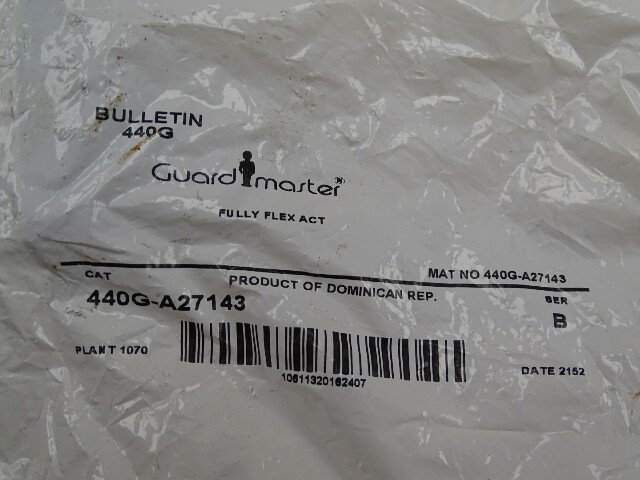 BULLETIN
440G
Guardmaster®
FULLY FLEX ACT
CAT
MAT NO 440G-A27143
440G-A27143
PRODUCT OF DOMINICAN REP.
SER
B
PLANT 1070
DATE 2152
10611320162407